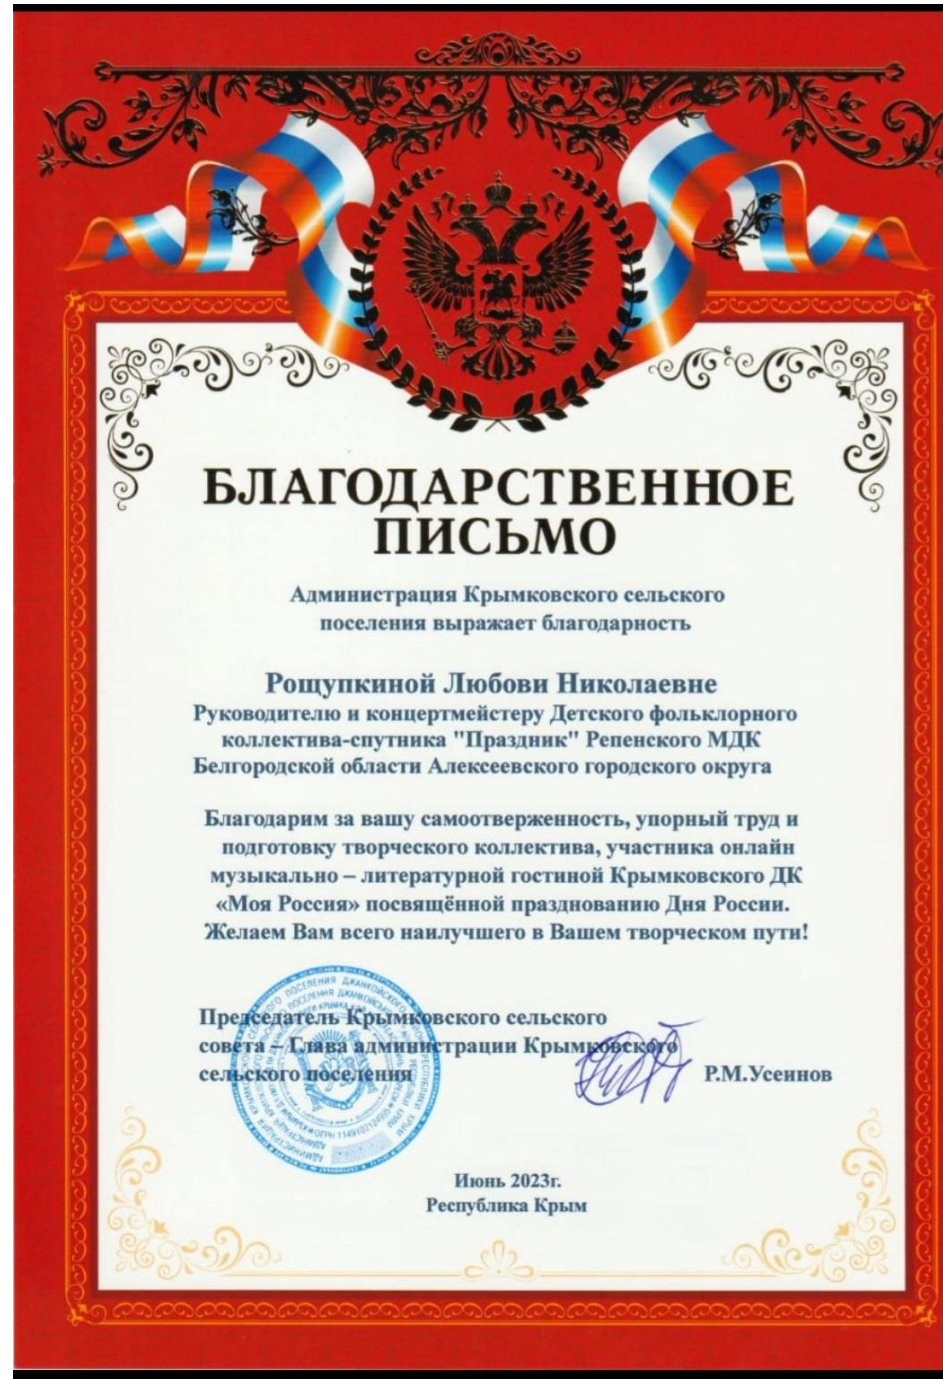 БЛАГОДАРСТВЕННОЕ
ПИСЬМО
Администрация Крымковского сельского
поселения выражает благодарность
Рощупкиной Любови Николаевне
Руководителю и концертмейстеру Детского фольклорного
коллектива-спутника "Праздник" Репенского МДК
Белгородской области Алексеевского городского округа
Благодарим за вашу самоотверженность, упорный труд и
подготовку творческого коллектива, участника онлайн
музыкально – литературной гостиной Крымковского ДК
«Моя Россия» посвящённой празднованию Дня России.
Желаем Вам всего наилучшего в Вашем творческом пути!
Председатель Крымковского сельского
совета – Глава администрации Крымковского
сельского поселения
Р.М.Усеинов
Июнь 2023г.
Республика Крым